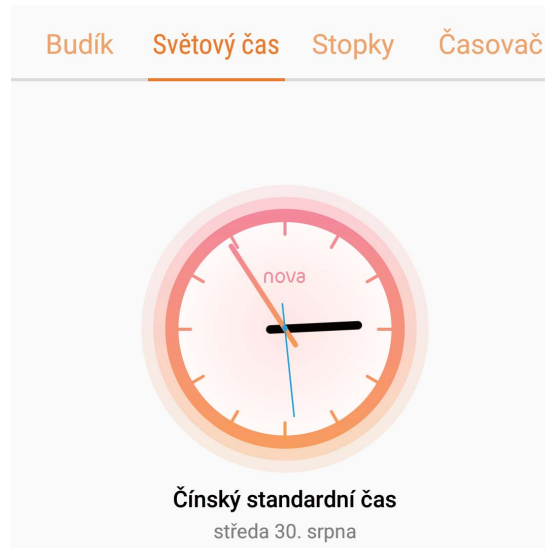 Budík Světový čas Stopky Časovač
nova
Čínský standardní čas
středa 30. srpna